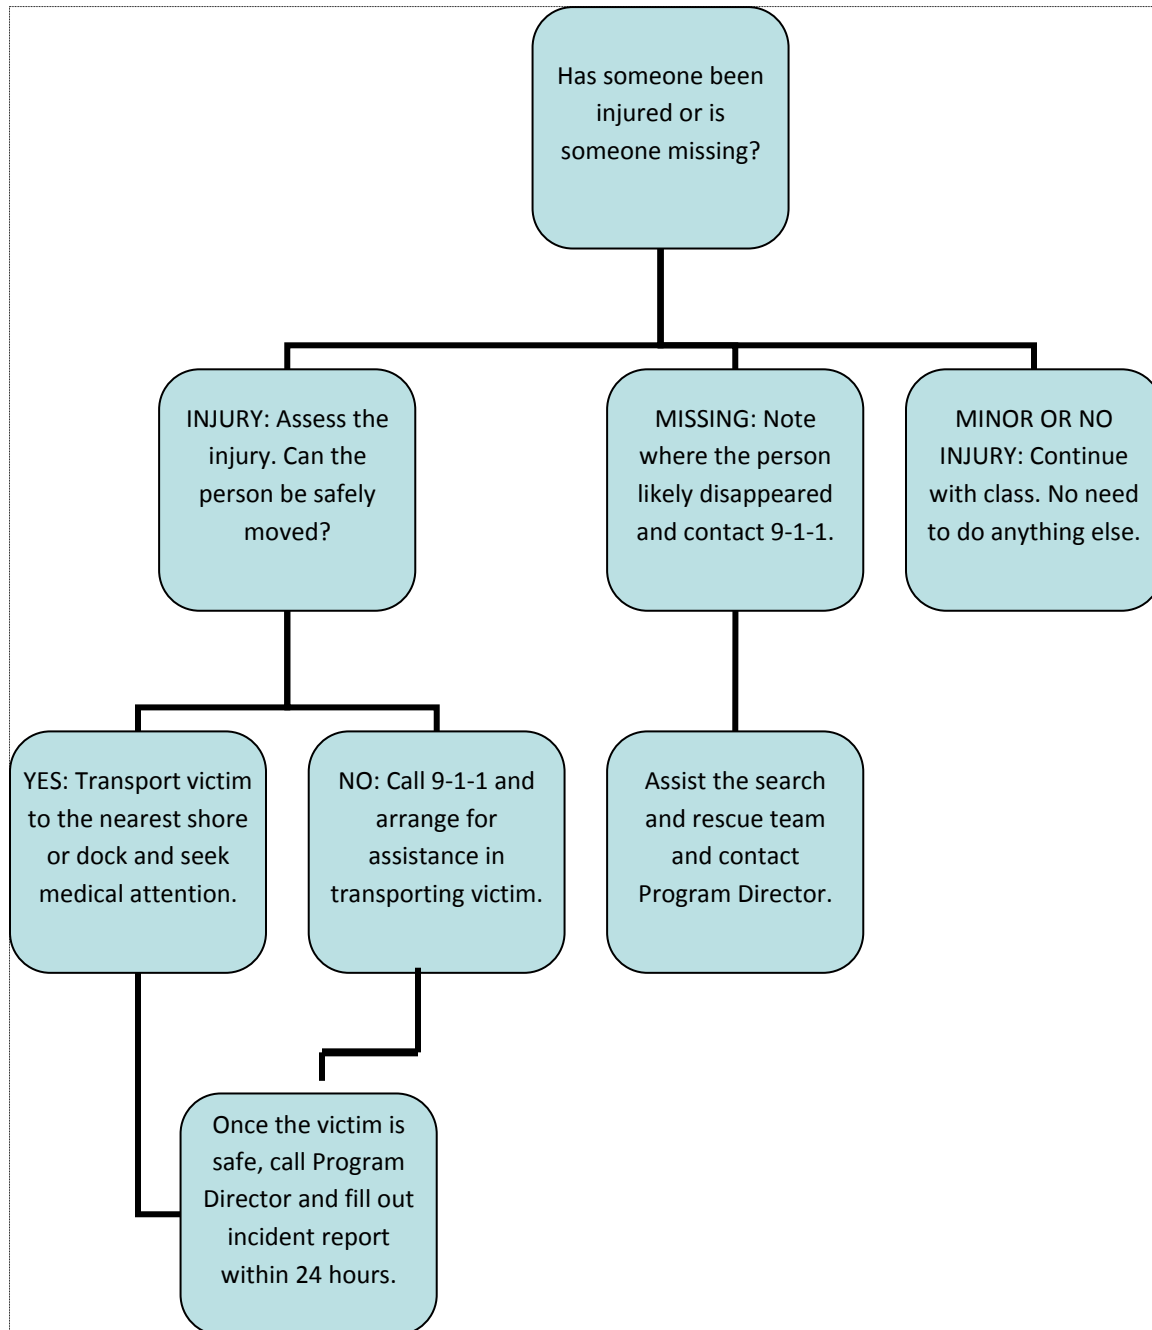 Has someone been
injured or is
someone missing?
INJURY: Assess the
injury. Can the
person be safely
moved?
MISSING: Note
where the person
likely disappeared
and contact 9-1-1.
MINOR OR NO
INJURY: Continue
with class. No need
to do anything else.
YES: Transport victim
to the nearest shore
or dock and seek
medical attention.
NO: Call 9-1-1 and
arrange for
assistance in
transporting victim.
Assist the search
and rescue team
and contact
Program Director.
Once the victim is
safe, call Program
Director and fill out
incident report
within 24 hours.